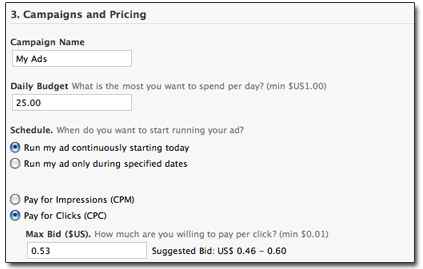 3. Campaigns and Pricing
Campaign Name
My Ads
Daily Budget What is the most you want to spend per day? (min $US1.00)
25.00
Schedule. When do you want to start running your ad?
Run my ad continuously starting today
Run my ad only during specified dates
Pay for Impressions (CPM)
Pay for Clicks (CPC)
Max Bid ($US). How much are you willing to pay per click? (min $0.01)
0.53 Suggested Bid: US$ 0.46 - 0.60